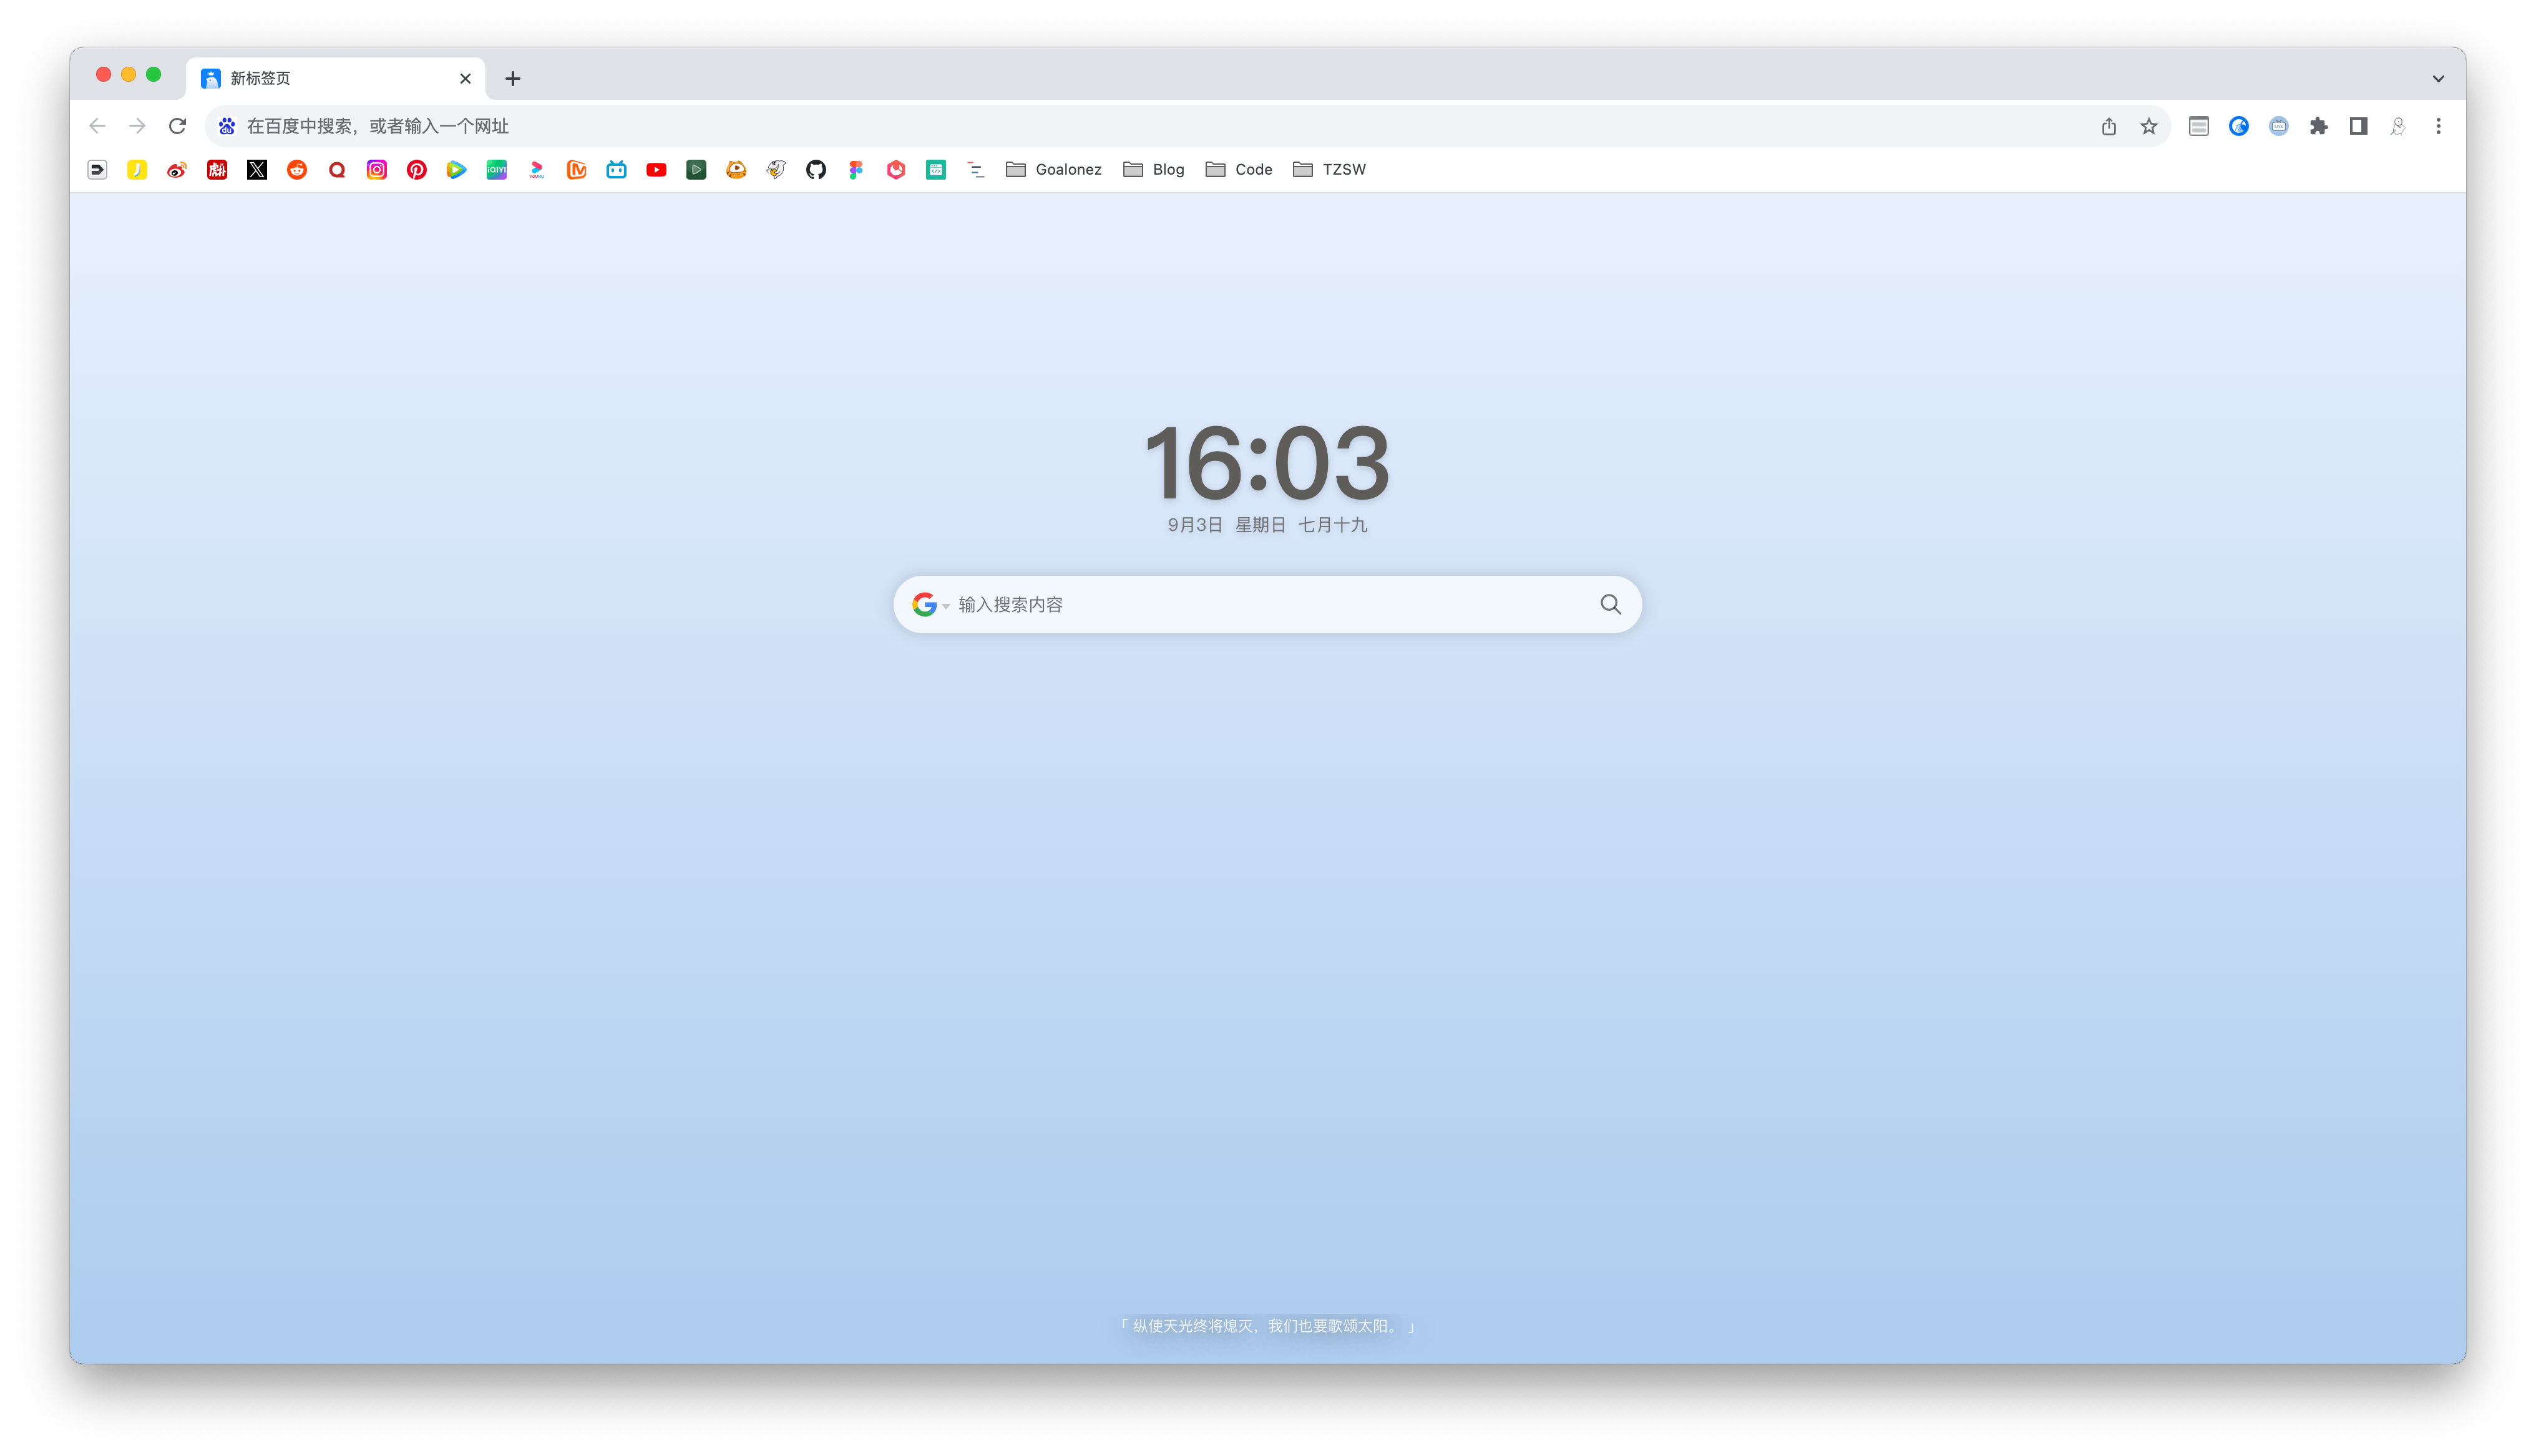 新标签页
在百度中搜索，或者输入一个网址
Goalonez
Blog
Code
TZSW
16:03
9月3日 星期日 七月十九
输入搜索内容
「 纵使天光终将熄灭，我们也要歌颂太阳。 」